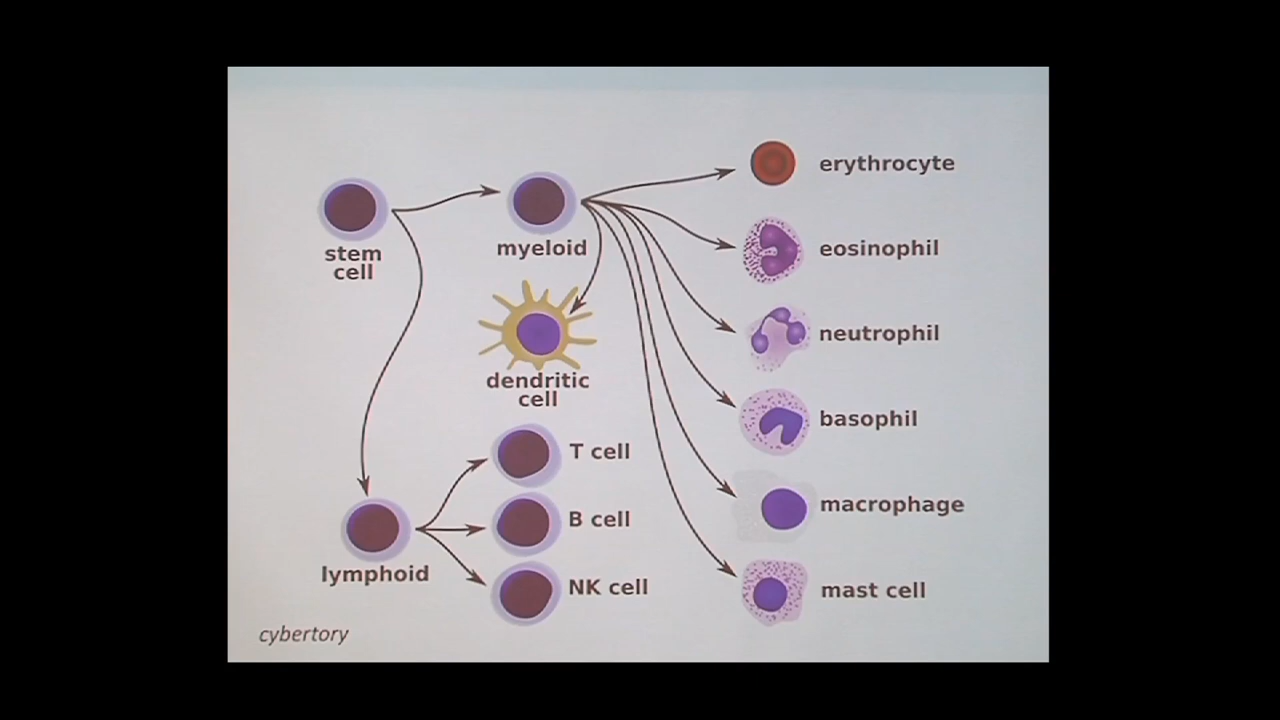 erythrocyte
stem
cell
myeloid
eosinophil
dendritic
cell
neutrophil
basophil
T cell
B cell
NK cell
lymphoid
macrophage
mast cell
cybertory